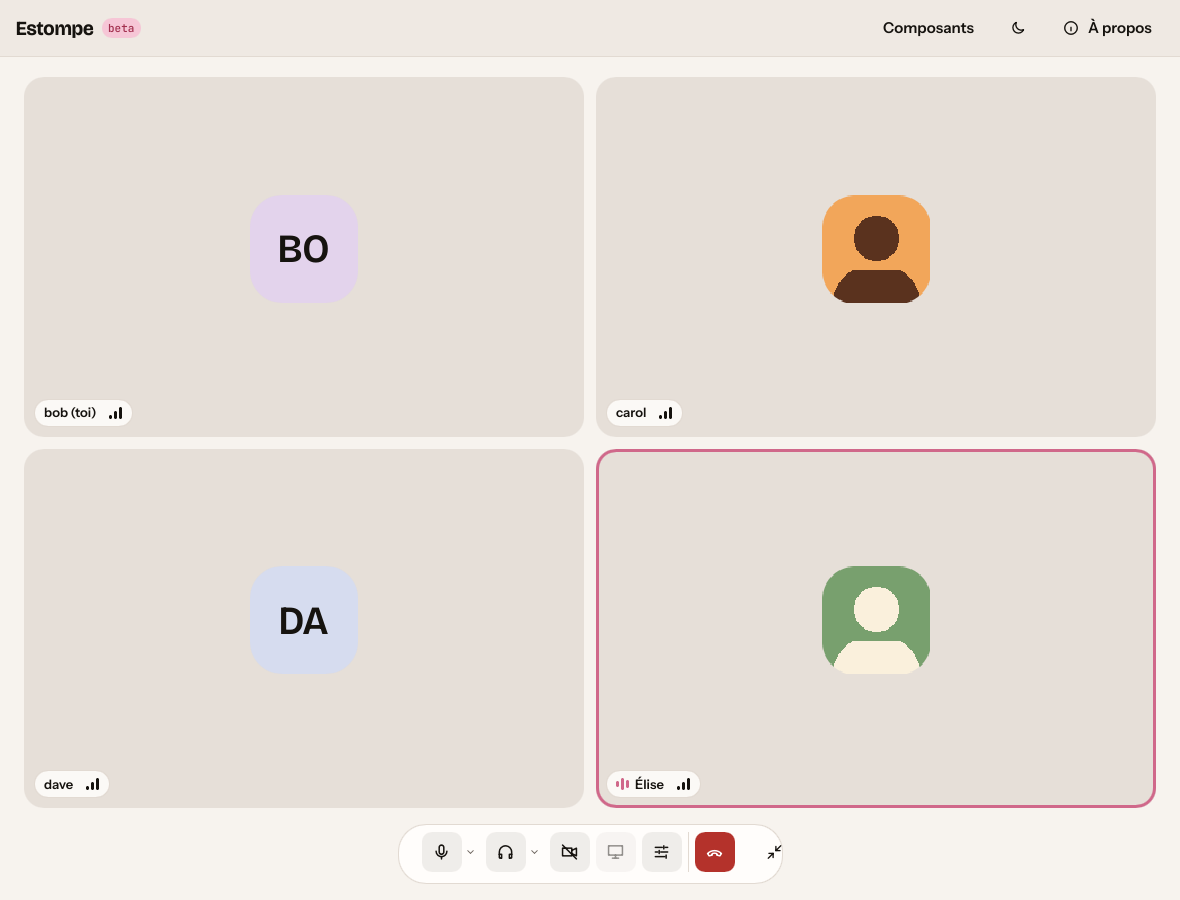 Estompe beta
Composants
À propos
BO
bob (toi)
carol
DA
dave
Élise